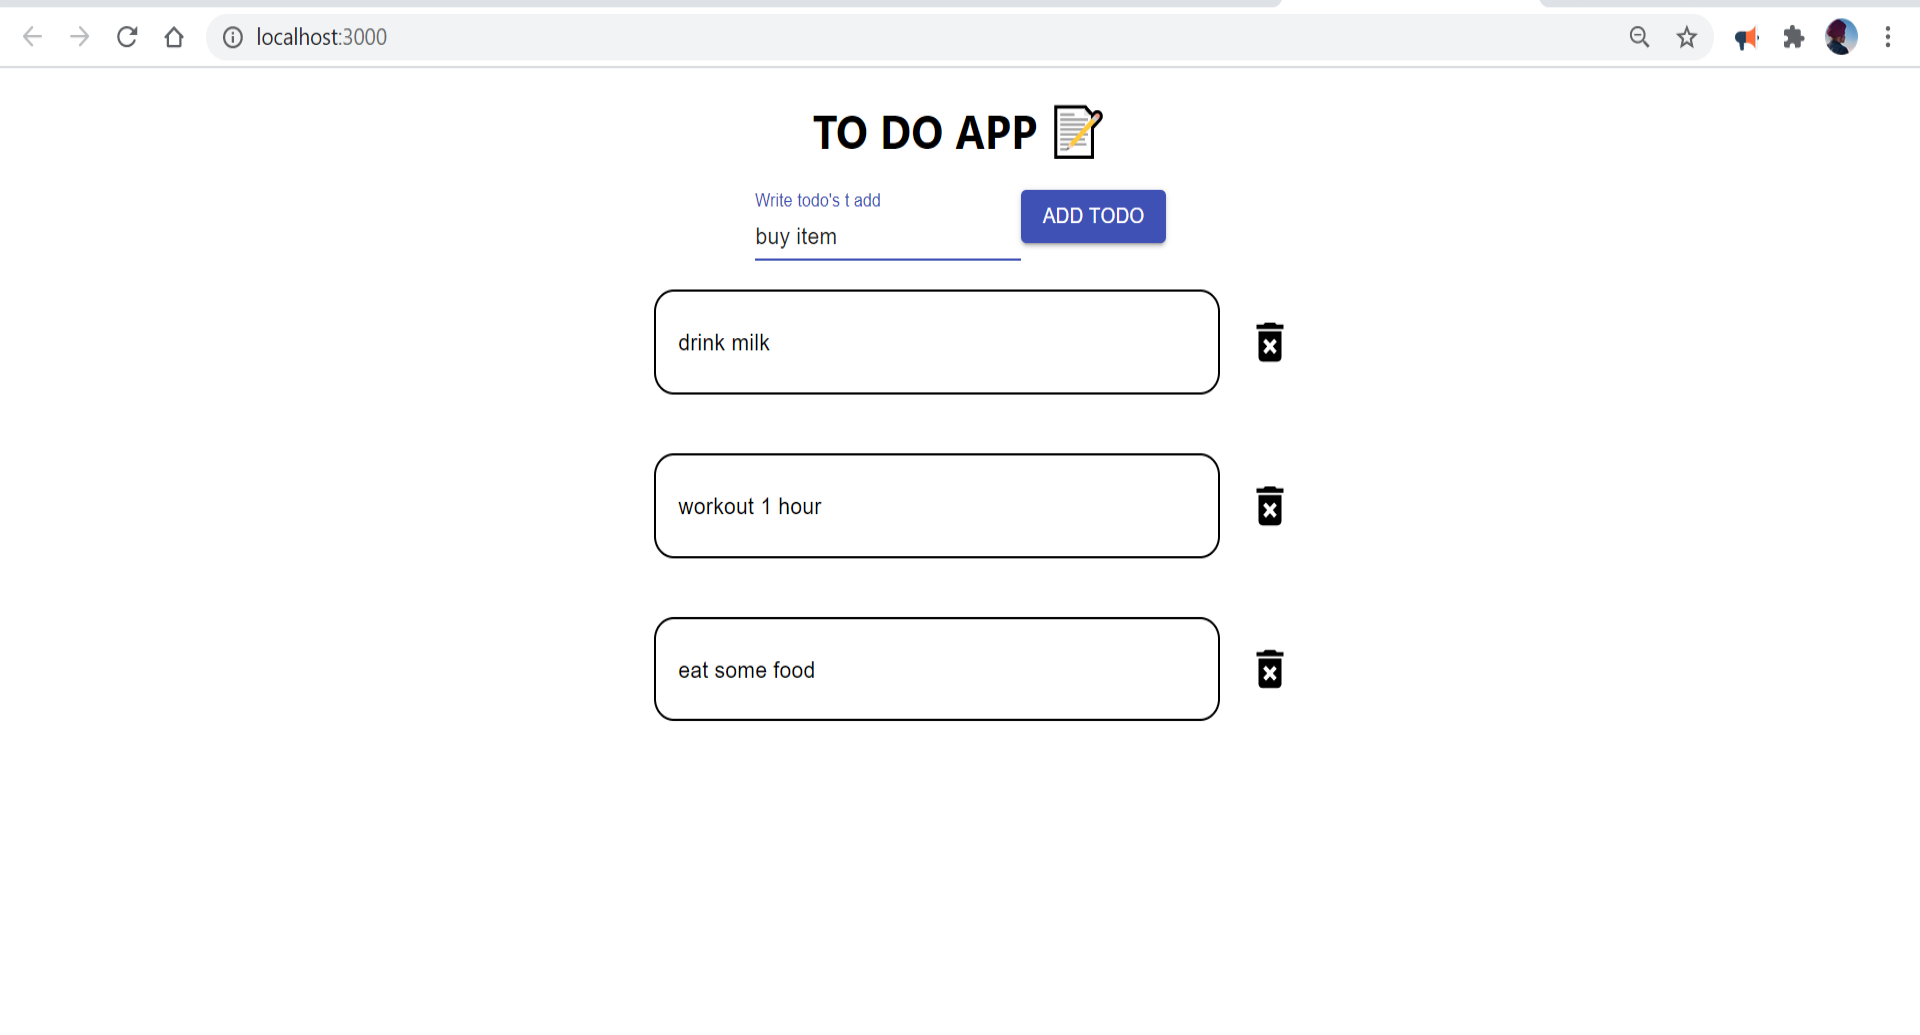 localhost:3000
TO DO APP 📝
Write todo's t add
ADD TODO
buy item
drink milk
workout 1 hour
eat some food